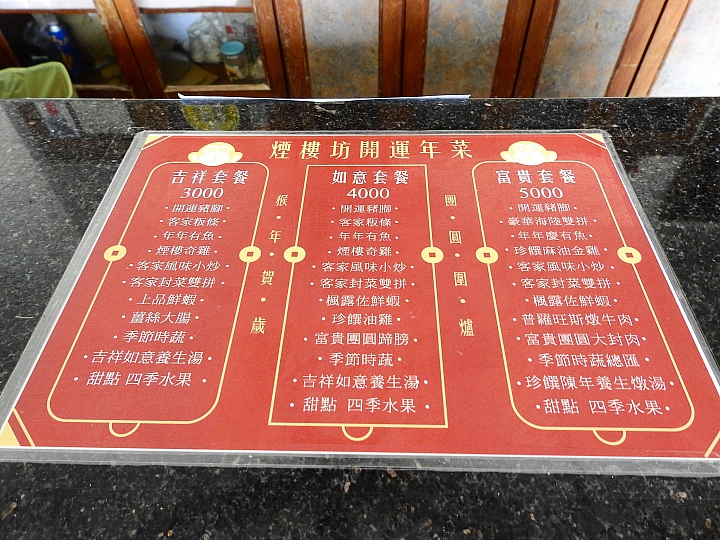 煙樓坊開運年菜
吉祥套餐
3000
開運豬腳
客家粄條
年年有魚
煙樓奇雞
客家風味小炒
客家封菜雙拼
上品鮮蝦
薑絲大腸
季節時蔬
吉祥如意養生湯
甜點 四季水果
猴·年·賀·歲
如意套餐
4000
開運豬腳
客家粄條
年年有魚
煙樓奇雞
客家風味小炒
客家封菜雙拼
楓露佐鮮蝦
珍饌油雞
富貴團圓蹄膀
季節時蔬
吉祥如意養生湯
甜點 四季水果
團·圓·圍·爐
富貴套餐
5000
開運豬腳
豪華海陸雙拼
年年慶有魚
珍饌麻油金雞
客家風味小炒
客家封菜雙拼
楓露佐鮮蝦
普羅旺斯燉牛肉
富貴團圓大封肉
季節時蔬總匯
珍饌陳年養生燉湯
甜點 四季水果